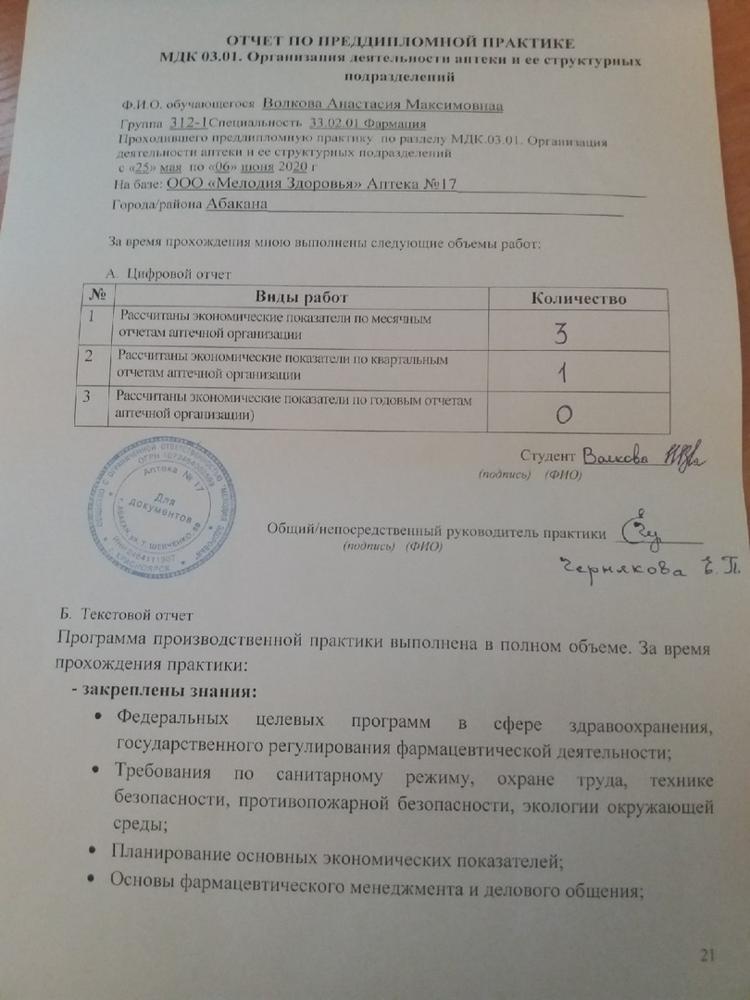 ОТЧЕТ ПО ПРЕДДИПЛОМНОЙ ПРАКТИКЕ
МДК 03.01. Организация деятельности аптеки и ее структурных
подразделений
Ф.И.О. обучающегося Волкова Анастасия Максимовнаа
Группа 312-1Специальность 33.02.01 Фармация
Проходившего преддипломную практику по разделу МДК.03.01. Организация
деятельности аптеки и ее структурных подразделений
с «25» мая по «06» июня 2020 г
На базе: ООО «Мелодия Здоровья» Аптека №17
Города/района Абакана
За время прохождения мною выполнены следующие объемы работ:
А. Цифровой отчет
№ Виды работ Количество
1 Рассчитаны экономические показатели по месячным
отчетам аптечной организации 3
2 Рассчитаны экономические показатели по квартальным
отчетам аптечной организации 1
3 Рассчитаны экономические показатели по годовым отчетам
аптечной организации) 0
Студент Волкова
(подпись) (ФИО)
ОБЩЕСТВО С ОГРАНИЧЕННОЙ ОТВЕТСТВЕННОСТЬЮ
Аптека № 17
Для
документов
Г. КРАСНОЯРСК
Общий/непосредственный руководитель практики
(подпись) (ФИО)
Чернякова Е.П.
Б. Текстовой отчет
Программа производственной практики выполнена в полном объеме. За время
прохождения практики:
- закреплены знания:
• Федеральных целевых программ в сфере здравоохранения,
государственного регулирования фармацевтической деятельности;
• Требования по санитарному режиму, охране труда, технике
безопасности, противопожарной безопасности, экологии окружающей
среды;
• Планирование основных экономических показателей;
• Основы фармацевтического менеджмента и делового общения;
21